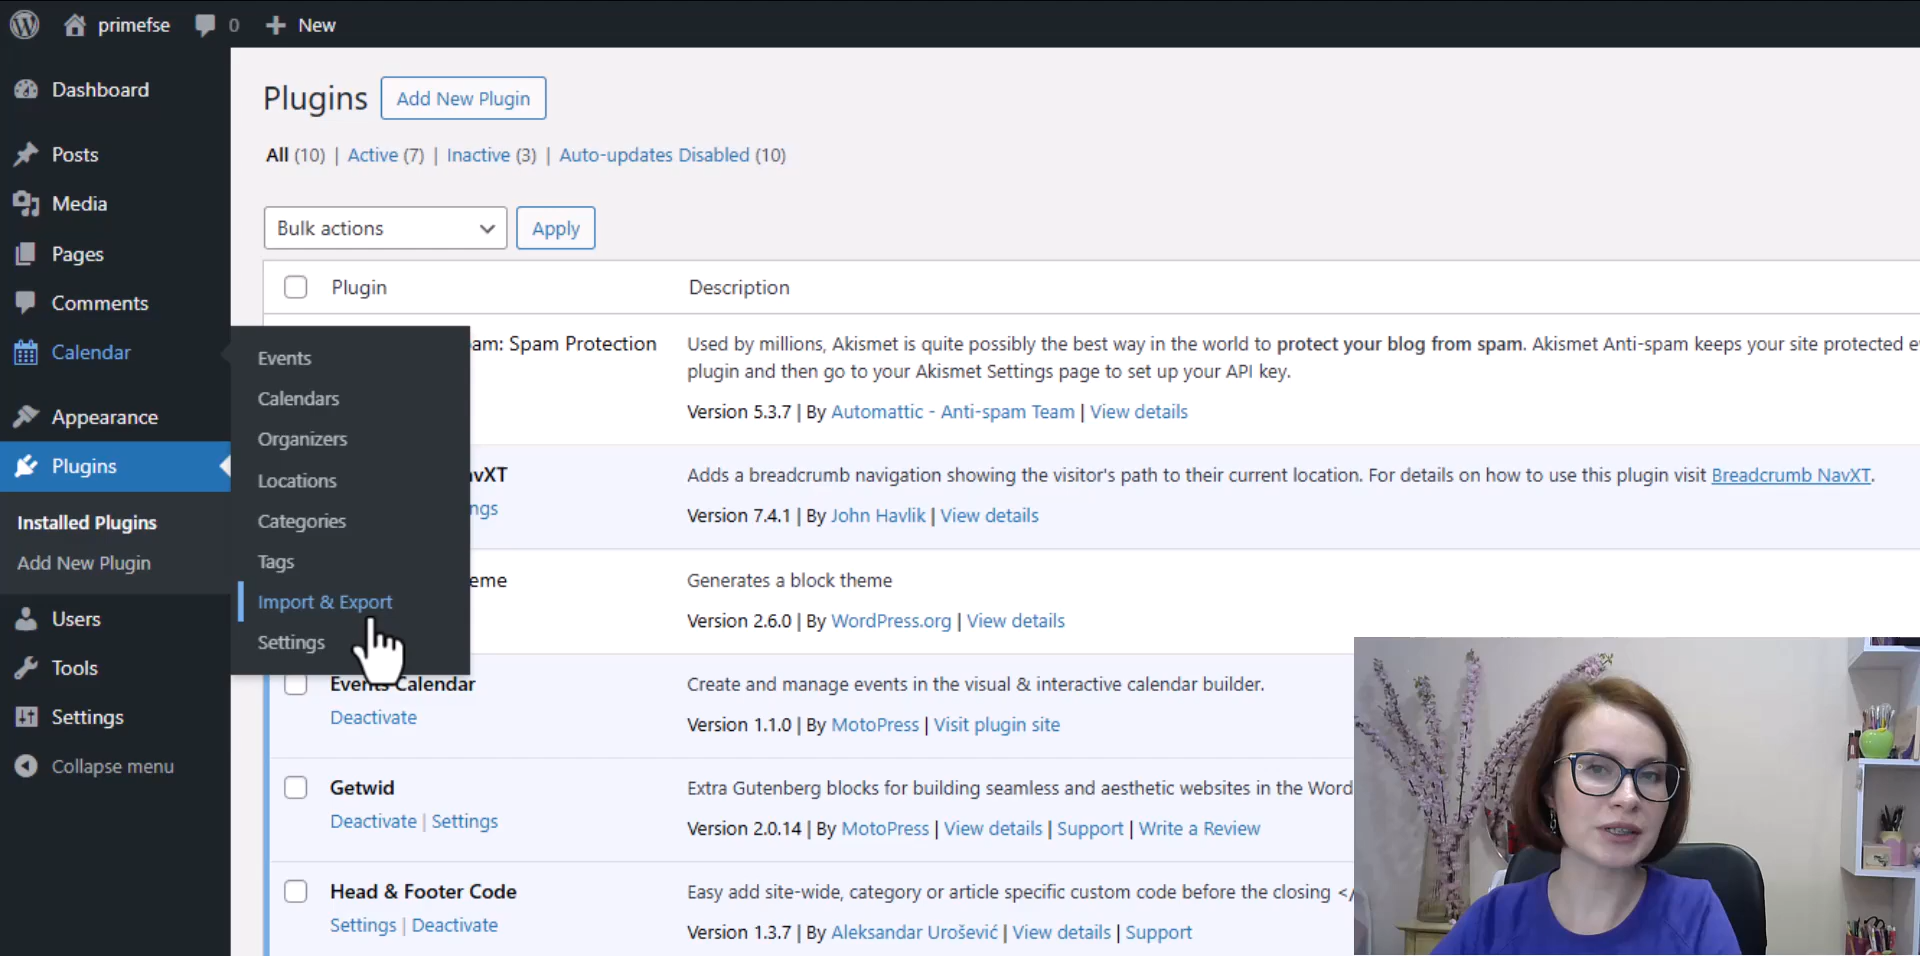 primefse 0 New
Dashboard
Posts
Media
Pages
Comments
Calendar
Appearance
Plugins
Installed Plugins
Add New Plugin
Users
Tools
Settings
Collapse menu
Events
Calendars
Organizers
Locations
Categories
Tags
Import & Export
Settings
Plugins Add New Plugin
All (10) | Active (7) | Inactive (3) | Auto-updates Disabled (10)
Bulk actions Apply
Plugin Description
am: Spam Protection
Used by millions, Akismet is quite possibly the best way in the world to protect your blog from spam. Akismet Anti-spam keeps your site protected e
plugin and then go to your Akismet Settings page to set up your API key.
Version 5.3.7 | By Automattic - Anti-spam Team | View details
vXT
ngs
Adds a breadcrumb navigation showing the visitor's path to their current location. For details on how to use this plugin visit Breadcrumb NavXT.
Version 7.4.1 | By John Havlik | View details
eme
Generates a block theme
Version 2.6.0 | By WordPress.org | View details
Events Calendar
Deactivate
Create and manage events in the visual & interactive calendar builder.
Version 1.1.0 | By MotoPress | Visit plugin site
Getwid
Deactivate | Settings
Extra Gutenberg blocks for building seamless and aesthetic websites in the Word
Version 2.0.14 | By MotoPress | View details | Support | Write a Review
Head & Footer Code
Settings | Deactivate
Easy add site-wide, category or article specific custom code before the closing </
Version 1.3.7 | By Aleksandar Urošević | View details | Support